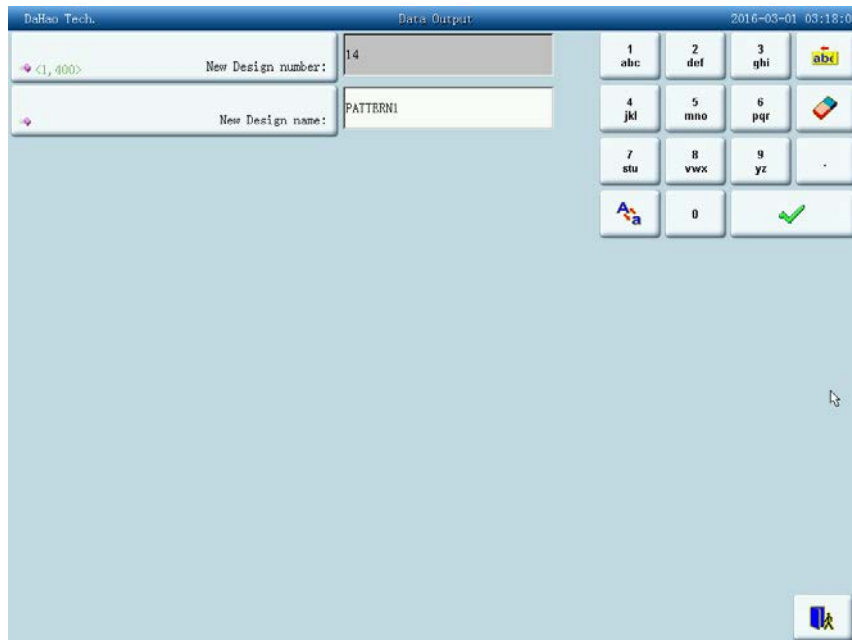 DaHao Tech. Data Output 2016-03-01 03:18:0
<1,400> New Design number: 14
New Design name: PATTERN1
1 2 3
abc def ghi abc
4 5 6
jkl mno pqr
7 8 9 .
stu vwx yz
Aa 0